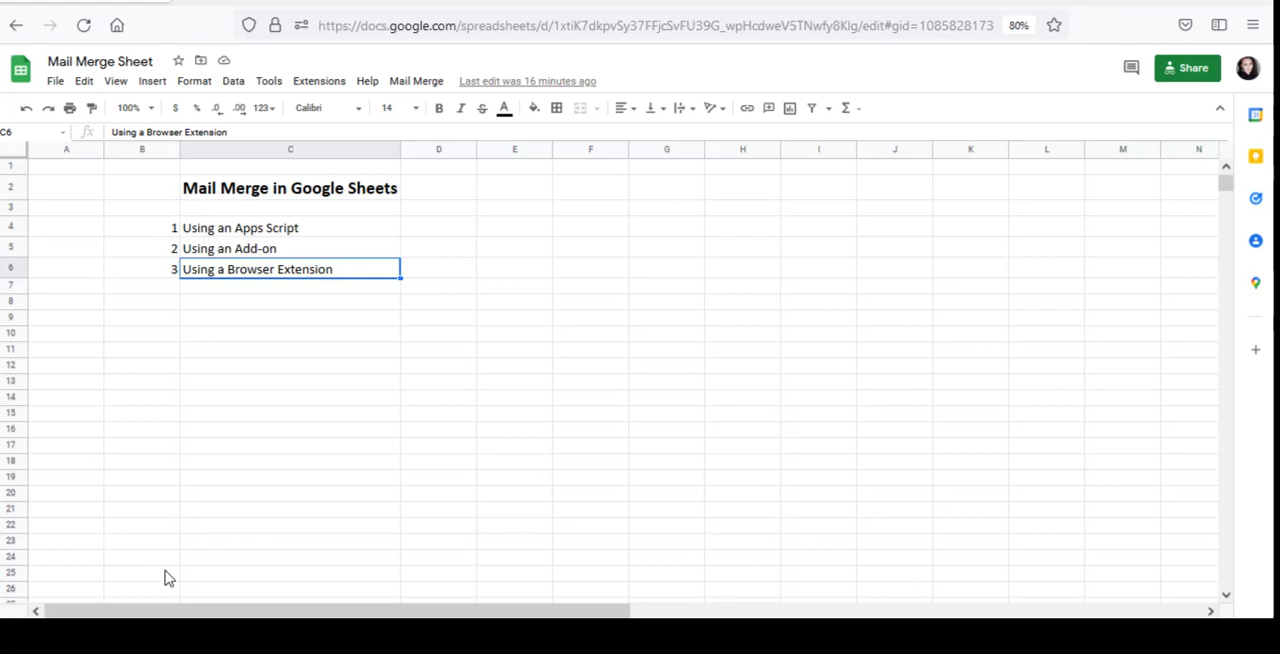 https://docs.google.com/spreadsheets/d/1xtiK7dkpvSy37FFjcSvFU39G_wpHcdweV5TNwfy8Klg/edit#gid=1085828173 80%
Mail Merge Sheet
File Edit View Insert Format Data Tools Extensions Help Mail Merge Last edit was 16 minutes ago
Share
100% $ % .0 .00 123 Calibri 14 B I S A
C6 fx Using a Browser Extension
A B C D E F G H I J K L M N
1
2 Mail Merge in Google Sheets
3
4 1 Using an Apps Script
5 2 Using an Add-on
6 3 Using a Browser Extension
7
8
9
10
11
12
13
14
15
16
17
18
19
20
21
22
23
24
25
26